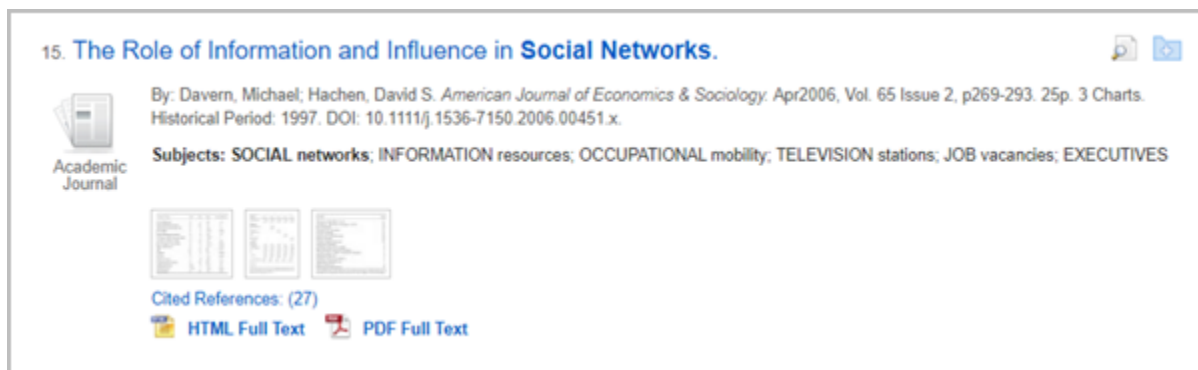 15. The Role of Information and Influence in Social Networks.
By: Davern, Michael; Hachen, David S. American Journal of Economics & Sociology. Apr2006, Vol. 65 Issue 2, p269-293. 25p. 3 Charts.
Historical Period: 1997. DOI: 10.1111/j.1536-7150.2006.00451.x.
Subjects: SOCIAL networks; INFORMATION resources; OCCUPATIONAL mobility; TELEVISION stations; JOB vacancies; EXECUTIVES
Academic
Journal
Cited References: (27)
HTML Full Text PDF Full Text